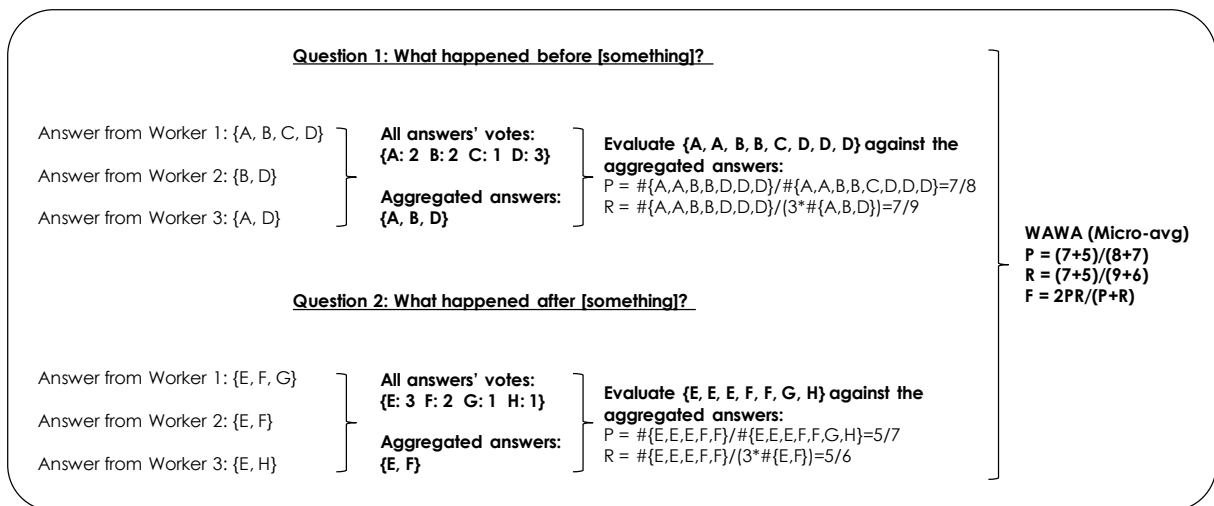 Question 1: What happened before [something]?
Answer from Worker 1: {A, B, C, D}
Answer from Worker 2: {B, D}
Answer from Worker 3: {A, D}
All answers' votes:
{A: 2 B: 2 C: 1 D: 3}
Aggregated answers:
{A, B, D}
Evaluate {A, A, B, B, C, D, D, D} against the
aggregated answers:
P = #{A,A,B,B,D,D,D}/#{A,A,B,B,C,D,D,D}=7/8
R = #{A,A,B,B,D,D,D}/(3*#{A,B,D})=7/9
Question 2: What happened after [something]?
Answer from Worker 1: {E, F, G}
Answer from Worker 2: {E, F}
Answer from Worker 3: {E, H}
All answers' votes:
{E: 3 F: 2 G: 1 H: 1}
Aggregated answers:
{E, F}
Evaluate {E, E, E, F, F, G, H} against the
aggregated answers:
P = #{E,E,E,F,F}/#{E,E,E,F,F,G,H}=5/7
R = #{E,E,E,F,F}/(3*#{E,F})=5/6
WAWA (Micro-avg)
P = (7+5)/(8+7)
R = (7+5)/(9+6)
F = 2PR/(P+R)